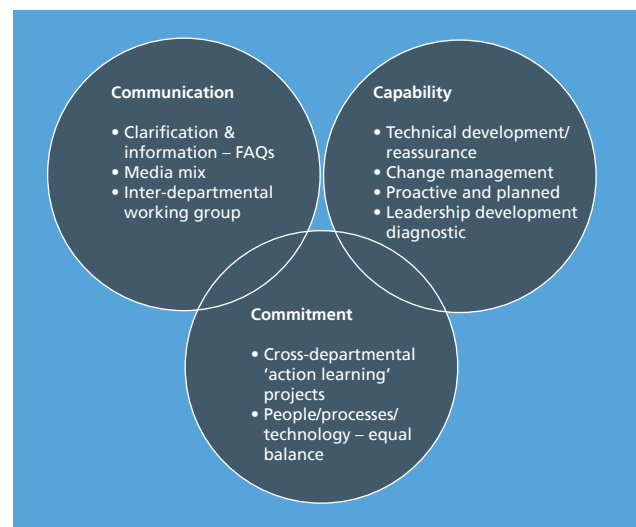 Communication
• Clarification &
information – FAQs
• Media mix
• Inter-departmental
working group
Capability
• Technical development/
reassurance
• Change management
• Proactive and planned
• Leadership development
diagnostic
Commitment
• Cross-departmental
‘action learning’
projects
• People/processes/
technology – equal
balance